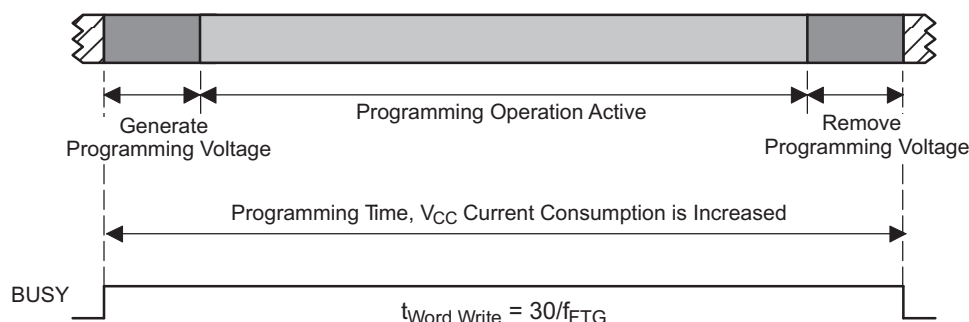 Generate
Programming Voltage
Programming Operation Active
Remove
Programming Voltage
Programming Time, VCC Current Consumption is Increased
BUSY
tWord Write = 30/fFTG